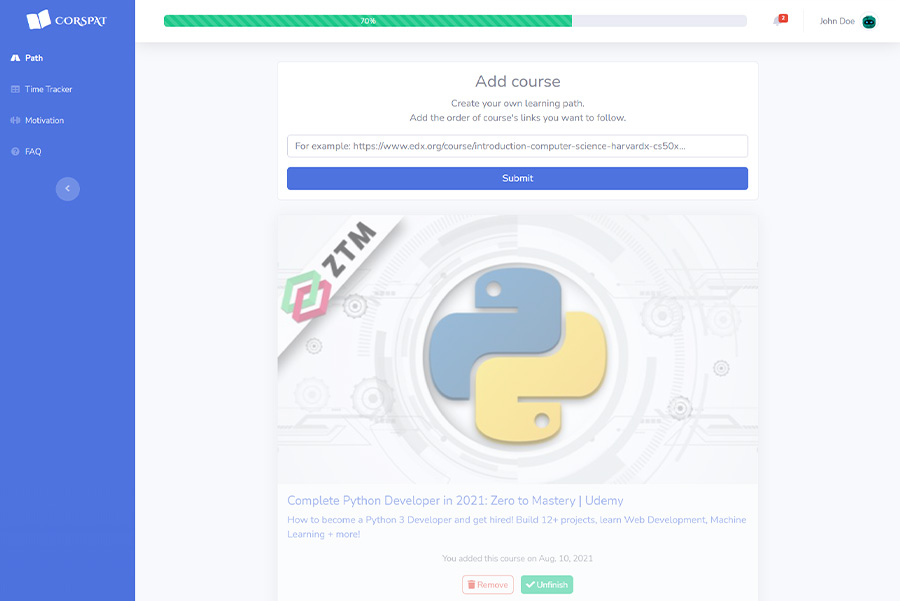 CORSPAT
70%
2
John Doe
Path
Time Tracker
Motivation
FAQ
Add course
Create your own learning path.
Add the order of course's links you want to follow.
For example: https://www.edx.org/course/introduction-computer-science-harvardx-cs50x...
Submit
ZTM
Complete Python Developer in 2021: Zero to Mastery | Udemy
How to become a Python 3 Developer and get hired! Build 12+ projects, learn Web Development, Machine
Learning + more!
You added this course on Aug, 10, 2021
Remove
Unfinish